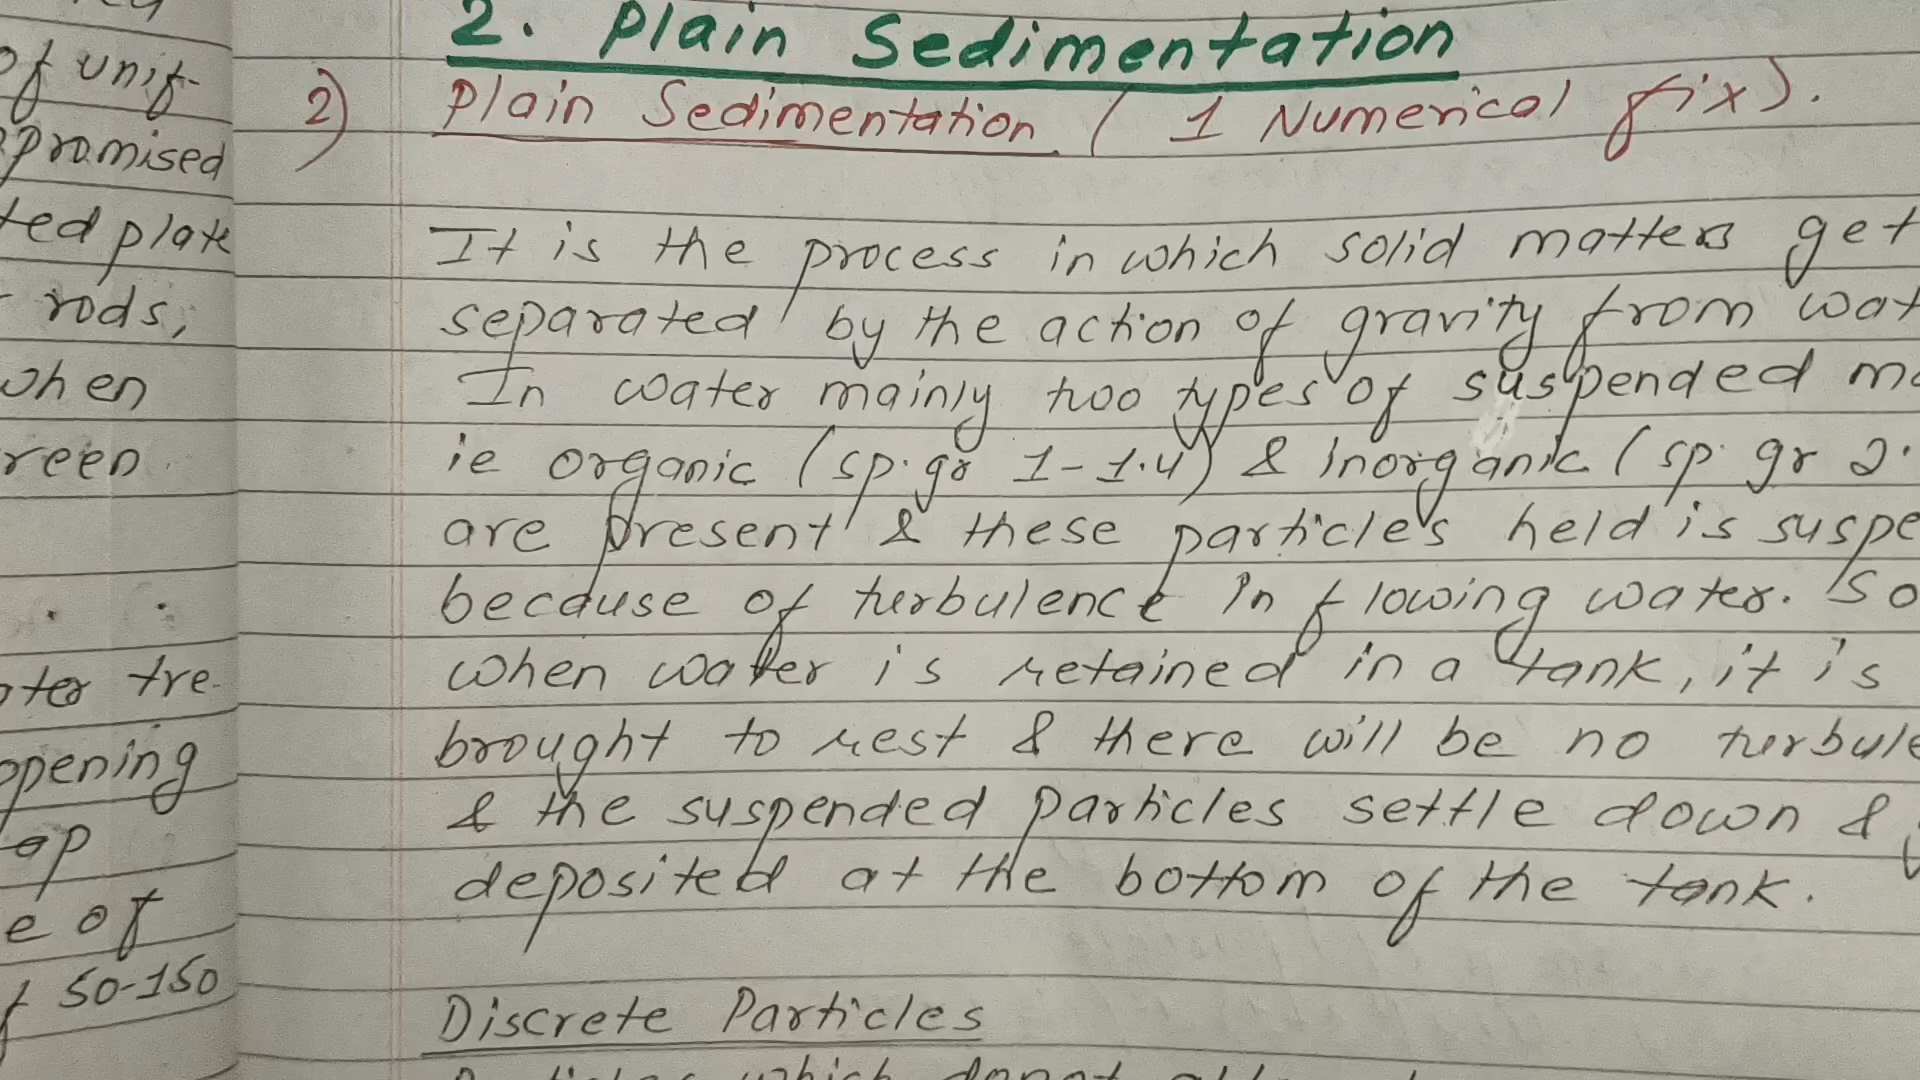 of unif-
promised
ted plate
rods,
when
reen
ter tre-
opening
ap
e of
f 50-150
2. Plain Sedimentation
2) Plain Sedimentation ( 1 Numerical fix).
It is the process in which solid matters get
separated by the action of gravity from wat
In water mainly two types of suspended m
ie organic (sp. gr 1-1.4) & inorganic (sp. gr 2.
are present & these particles held is suspe
because of turbulence in flowing water. So
when water is retained in a tank, it is
brought to rest & there will be no turbule
& the suspended particles settle down &
deposited at the bottom of the tank.
Discrete Particles
which donot